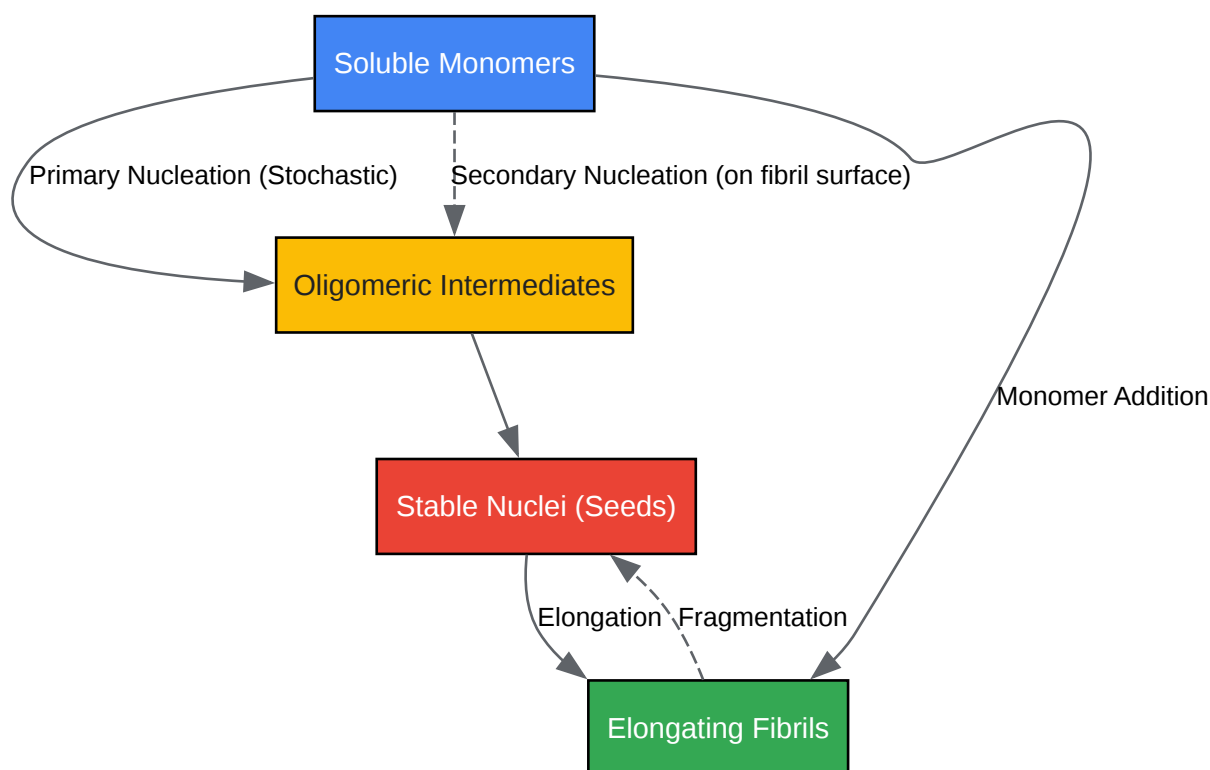 Soluble Monomers
Primary Nucleation (Stochastic)
Secondary Nucleation (on fibril surface)
Oligomeric Intermediates
Monomer Addition
Stable Nuclei (Seeds)
Elongation
Fragmentation
Elongating Fibrils